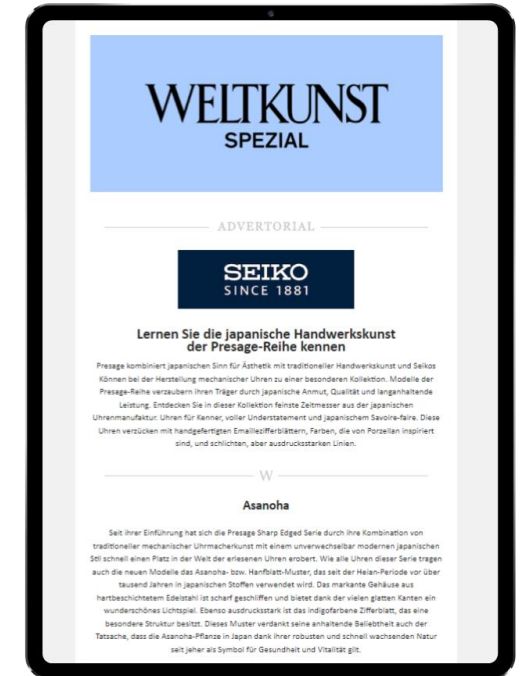 WELTKUNST
SPEZIAL
ADVERTORIAL
SEIKO
SINCE 1881
Lernen Sie die japanische Handwerkskunst
der Presage-Reihe kennen
Presage kombiniert japanischen Sinn für Ästhetik mit traditioneller Handwerkskunst und Seikos
Können bei der Herstellung mechanischer Uhren zu einer besonderen Kollektion. Modelle der
Presage-Reihe verzaubern ihren Träger durch japanische Anmut, Qualität und langanhaltende
Leistung. Entdecken Sie in dieser Kollektion feinste Zeitmesser aus der japanischen
Uhrenmanufaktur. Uhren für Kenner, voller Understatement und japanischem Savoire-faire. Diese
Uhren verzücken mit handgefertigten Emaillezifferblättern, Farben, die von Porzellan inspiriert
sind, und schlichten, aber ausdrucksstarken Linien.
W
Asanoha
Seit ihrer Einführung hat sich die Presage Sharp Edged Serie durch ihre Kombination von
traditioneller mechanischer Uhrmacherkunst mit einem unverwechselbar modernen japanischen
Stil schnell einen Platz in der Welt der erlesenen Uhren erobert. Wie alle Uhren dieser Serie tragen
auch die neuen Modelle das Asanoha- bzw. Hanfblatt-Muster, das seit der Heian-Periode vor über
tausend Jahren in japanischen Stoffen verwendet wird. Das markante Gehäuse aus
hartbeschichtetem Edelstahl ist scharf geschliffen und bietet dank der vielen glatten Kanten ein
wunderschönes Lichtspiel. Ebenso ausdrucksstark ist das indigofarbene Zifferblatt, das eine
besondere Struktur besitzt. Dieses Muster verdankt seine anhaltende Beliebtheit auch der
Tatsache, dass die Asanoha-Pflanze in Japan dank ihrer robusten und schnell wachsenden Natur
seit jeher als Symbol für Gesundheit und Vitalität gilt.